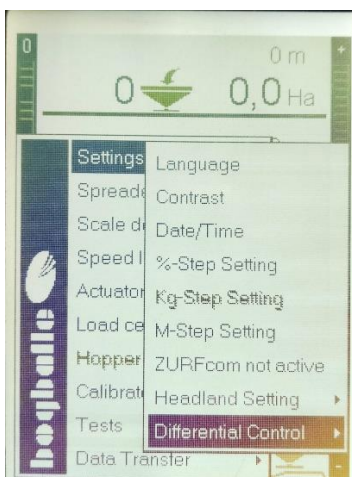 0
0 m
+
0
0,0 Ha
Settings
Language
Contrast
Scale d
Date/Time
Speed l
%-Step Setting
Actuator
Kg-Step Setting
Load ce
M-Step Setting
Hopper
ZURFcom not active
Calibrat
Headland Setting
Tests
Differential Control
Data Transfer
-
bogballe